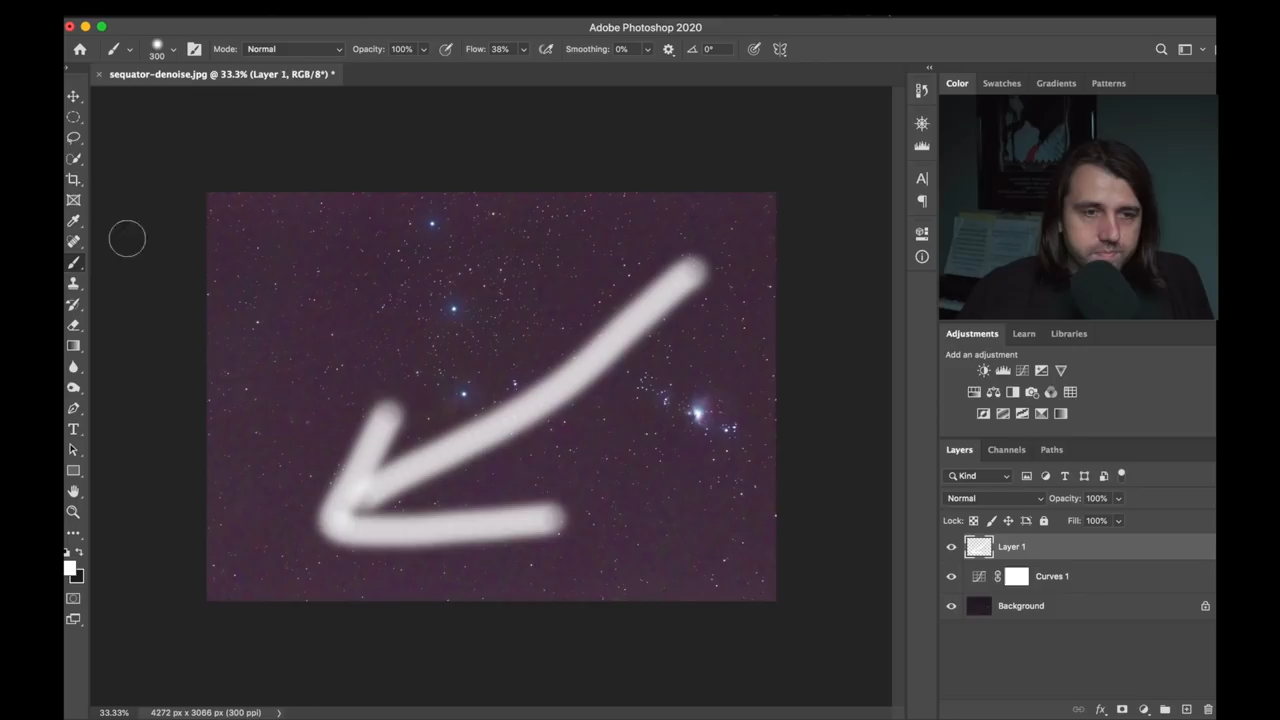 Adobe Photoshop 2020
300
Mode: Normal
Opacity: 100%
Flow: 38%
Smoothing: 0%
0°
sequator-denoise.jpg @ 33.3% (Layer 1, RGB/8*) *
Color
Swatches
Gradients
Patterns
Adjustments
Learn
Libraries
Add an adjustment
Layers
Channels
Paths
Kind
Normal
Opacity: 100%
Lock:
Fill: 100%
Layer 1
Curves 1
Background
33.33%
4272 px x 3066 px (300 ppi)